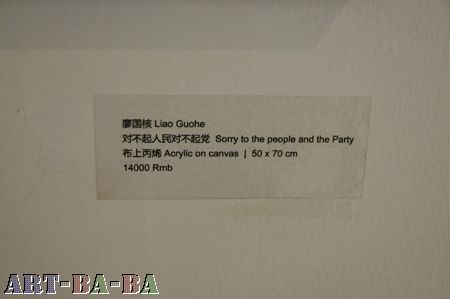 廖国核 Liao Guohe
对不起人民对不起党 Sorry to the people and the Party
布上丙烯 Acrylic on canvas | 50 x 70 cm
14000 Rmb
ART-BA-BA